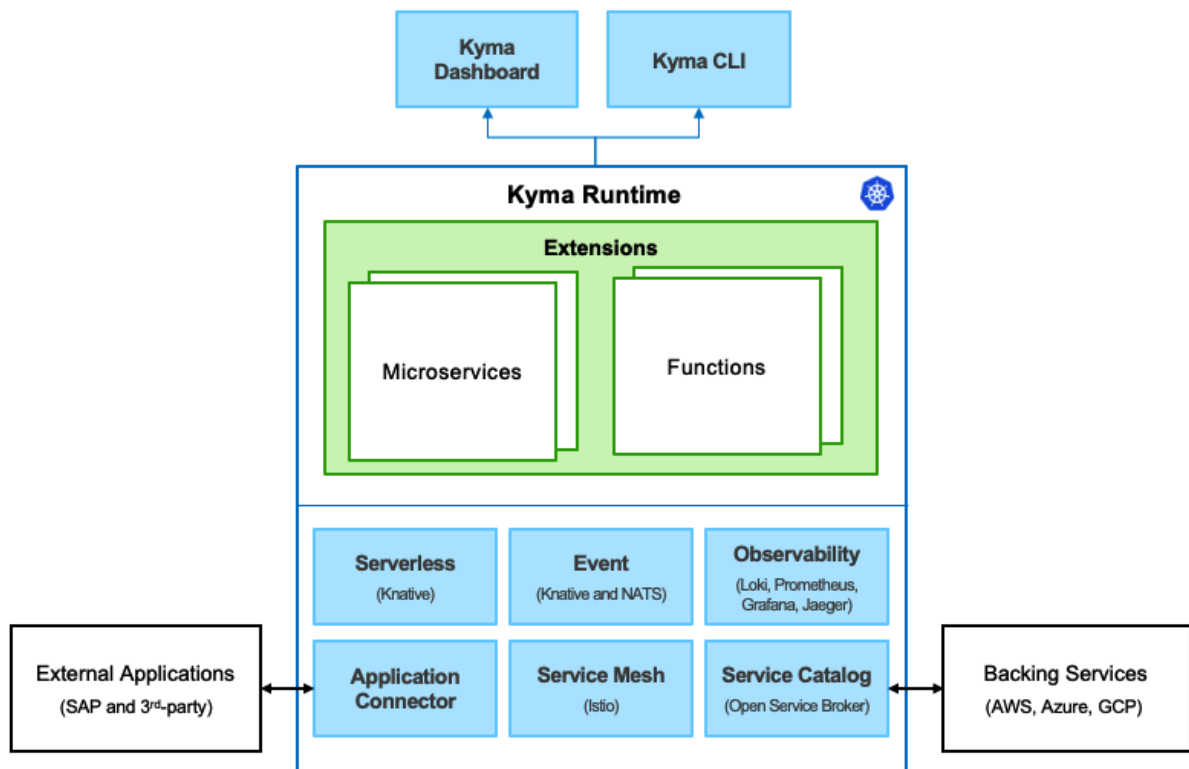 Kyma
Dashboard
Kyma CLI
Kyma Runtime
Extensions
Microservices
Functions
Serverless
(Knative)
Event
(Knative and NATS)
Observability
(Loki, Prometheus,
Grafana, Jaeger)
External Applications
(SAP and 3rd-party)
Application
Connector
Service Mesh
(Istio)
Service Catalog
(Open Service Broker)
Backing Services
(AWS, Azure, GCP)